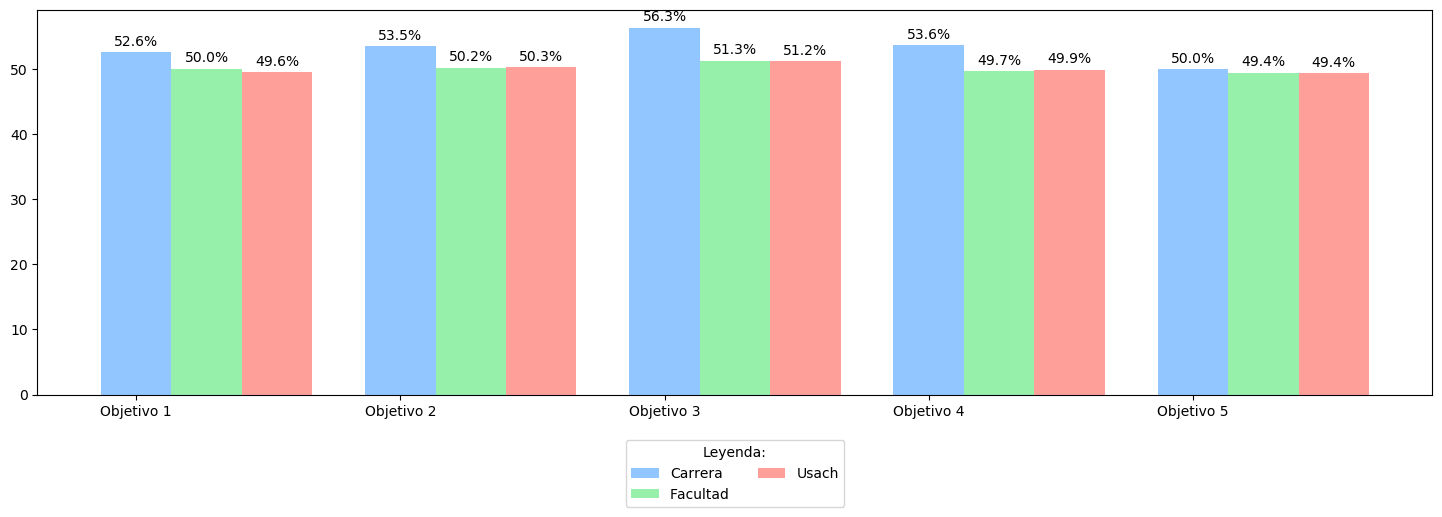 56.3%
52.6%
53.5%
53.6%
50.0%
49.6%
50.2%
50.3%
51.3%
51.2%
49.7%
49.9%
50.0%
49.4%
49.4%
50
40
30
20
10
0
Objetivo 1
Objetivo 2
Objetivo 3
Objetivo 4
Objetivo 5
Leyenda:
Carrera
Usach
Facultad